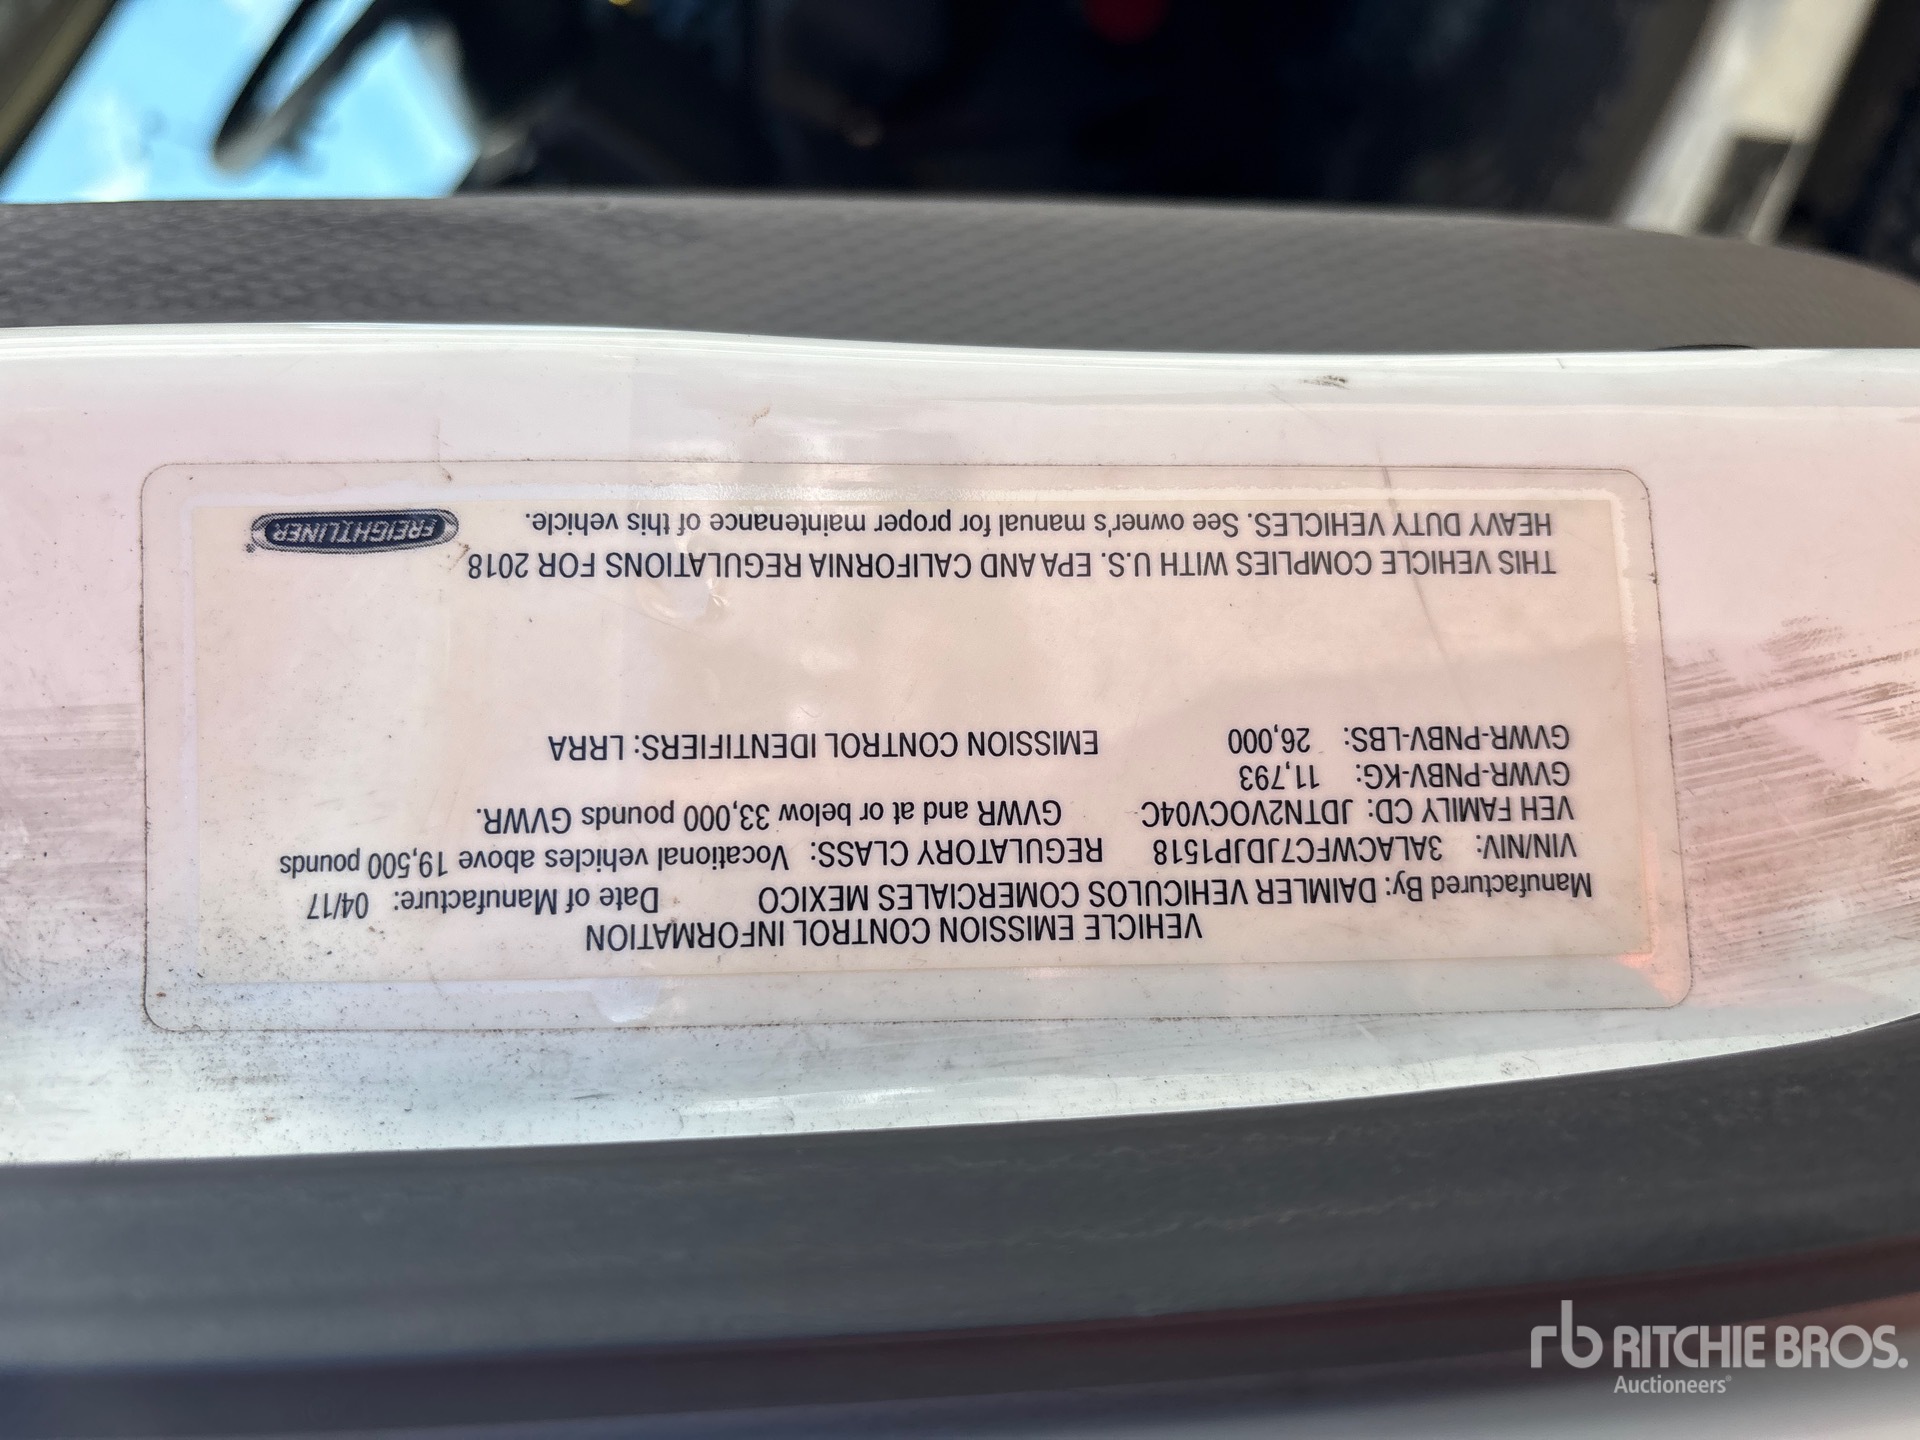 VEHICLE EMISSION CONTROL INFORMATION
Manufactured By: DAIMLER VEHICULOS COMERCIALES MEXICO Date of Manufacture: 04/17
VIN/NIV: 3ALACWFC7JDJP1518 REGULATORY CLASS: Vocational vehicles above 19,500 pounds
VEH FAMILY CD: JDTN2VOCV04C GVWR and at or below 33,000 pounds GVWR.
GVWR-PNBV-KG: 11,793
GVWR-PNBV-LBS: 26,000 EMISSION CONTROL IDENTIFIERS: LRRA
THIS VEHICLE COMPLIES WITH U.S. EPA AND CALIFORNIA REGULATIONS FOR 2018
HEAVY DUTY VEHICLES. See owner's manual for proper maintenance of this vehicle.
FREIGHTLINER®
rb RITCHIE BROS.
Auctioneers®